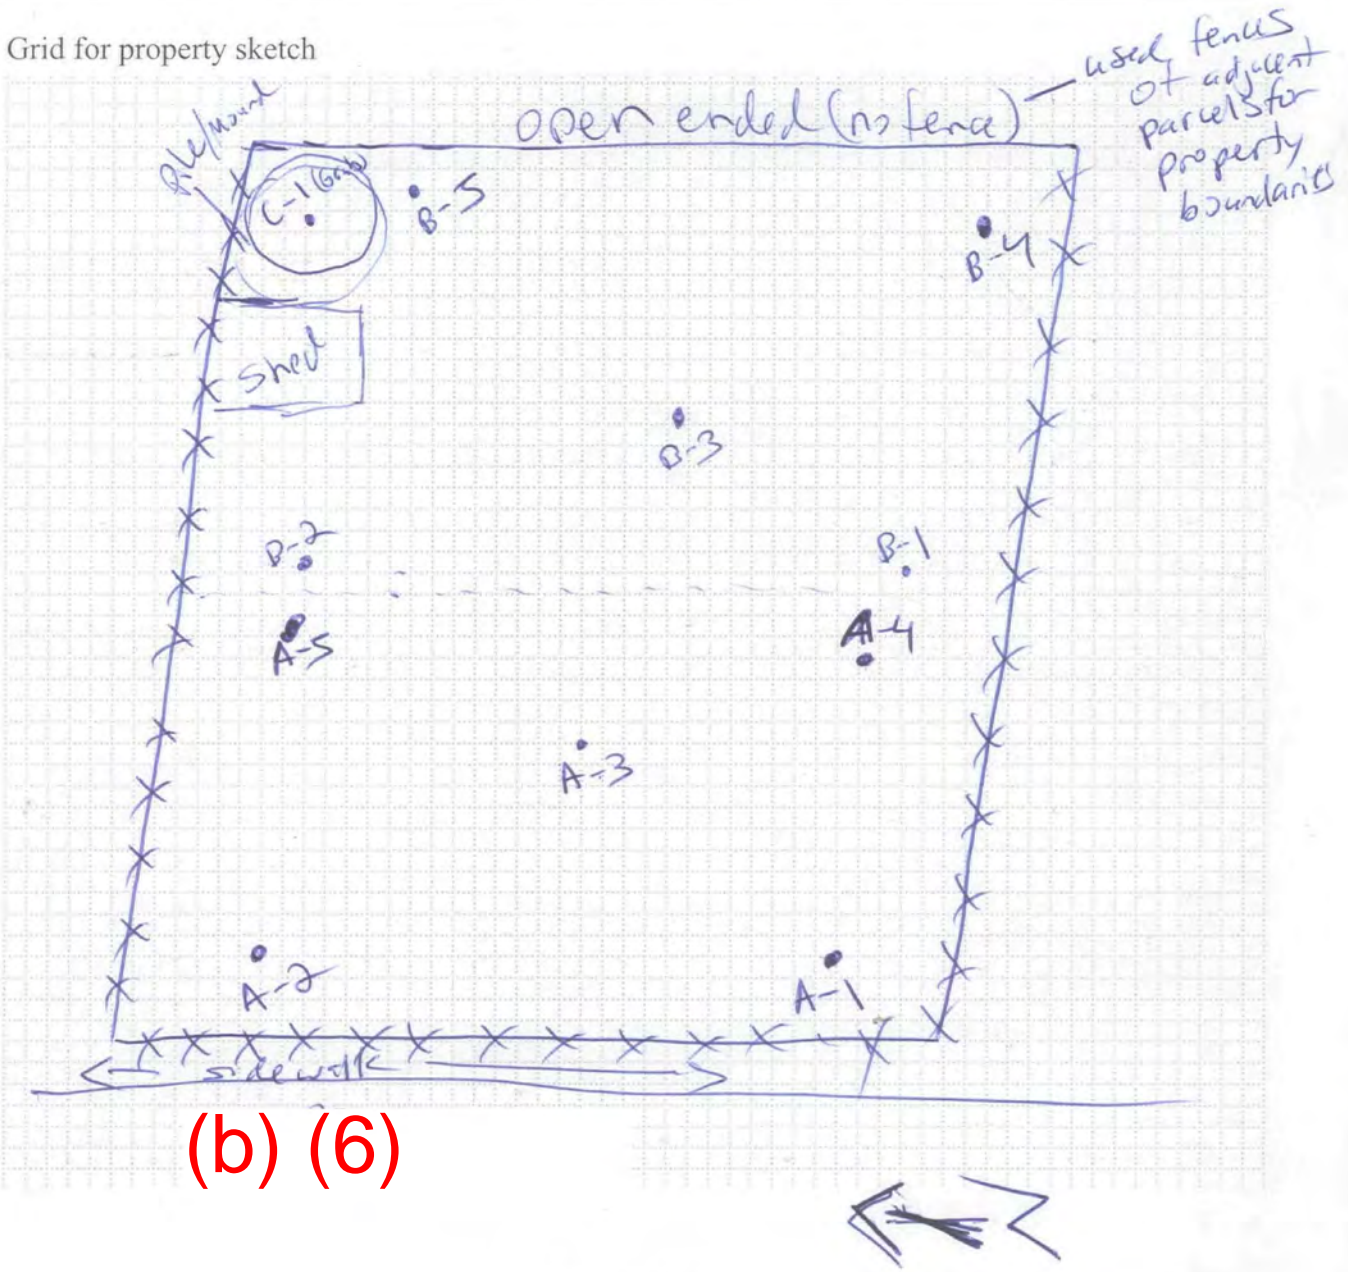 Grid for property sketch
used fences
of adjacent
parcels for
property
boundaries
open ended (no fence)
Pile/Mound
C-1 (Grab)
B-5
B-4
shed
B-3
B-2
B-1
A-5
A-4
A-3
A-2
A-1
sidewalk
(b) (6)
N